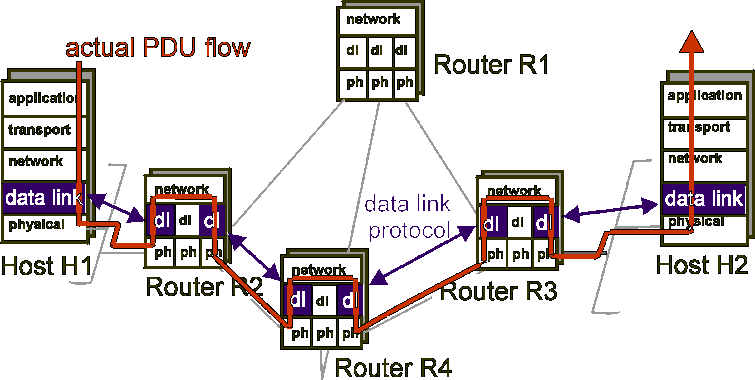 actual PDU flow
network
dl dl dl
ph ph ph
Router R1
application
transport
network
data link
physical
Host H1
network
dl dl dl
ph ph ph
Router R2
data link
protocol
network
dl dl dl
ph ph ph
Router R4
network
dl dl dl
ph ph ph
Router R3
application
transport
network
data link
physical
Host H2